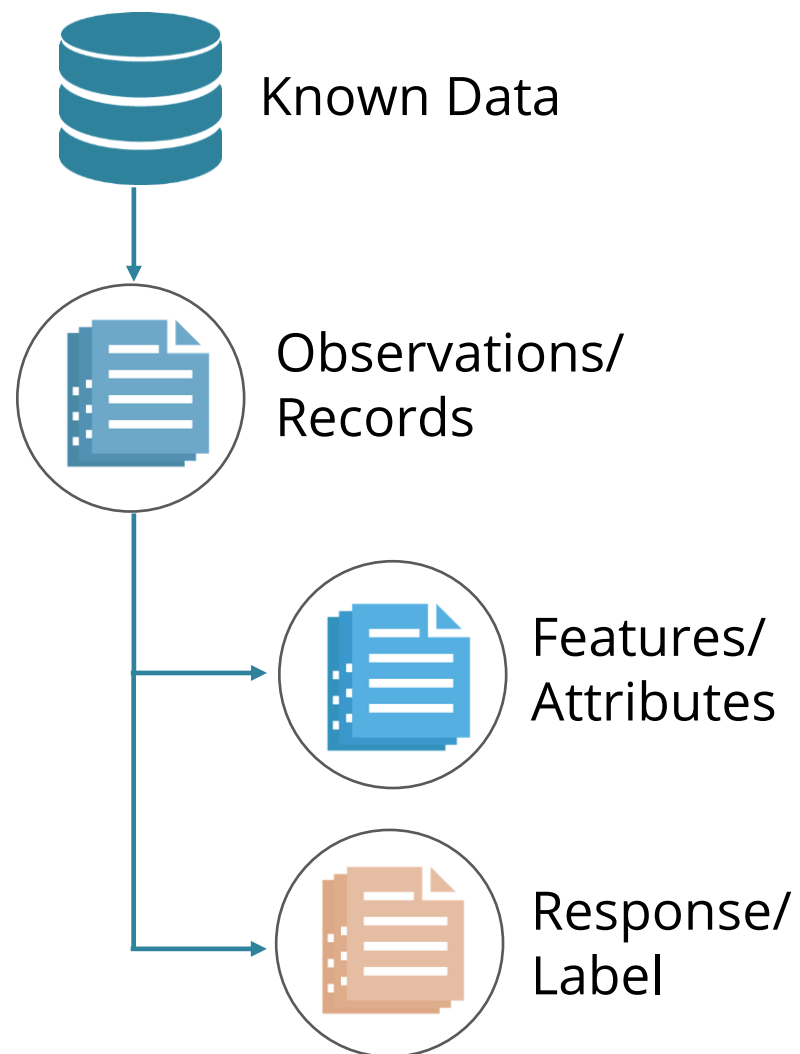 Known Data
Observations/
Records
Features/
Attributes
Response/
Label